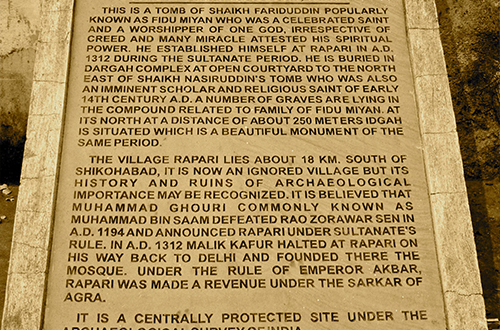 THIS IS A TOMB OF SHAIKH FARIDUDDIN POPULARLY
KNOWN AS FIDU MIYAN WHO WAS A CELEBRATED SAINT
AND A WORSHIPPER OF ONE GOD, IRRESPECTIVE OF
CREED AND MANY MIRACLE ATTESTED HIS SPIRITUAL
POWER. HE ESTABLISHED HIMSELF AT RAPARI IN A.D.
1312 DURING THE SULTANATE PERIOD. HE IS BURIED IN
DARGAH COMPLEX AT OPEN COURTYARD TO THE NORTH
EAST OF SHAIKH NASIRUDDIN'S TOMB WHO WAS ALSO
AN IMMINENT SCHOLAR AND RELIGIOUS SAINT OF EARLY
14TH CENTURY A.D. A NUMBER OF GRAVES ARE LYING IN
THE COMPOUND RELATED TO FAMILY OF FIDU MIYAN. AT
ITS NORTH AT A DISTANCE OF ABOUT 250 METERS IDGAH
IS SITUATED WHICH IS A BEAUTIFUL MONUMENT OF THE
SAME PERIOD.
THE VILLAGE RAPARI LIES ABOUT 18 KM. SOUTH OF
SHIKOHABAD, IT IS NOW AN IGNORED VILLAGE BUT ITS
HISTORY AND RUINS OF ARCHAEOLOGICAL
IMPORTANCE MAY BE RECOGNIZED. IT IS BELIEVED THAT
MUHAMMAD GHOURI COMMONLY KNOWN AS
MUHAMMAD BIN SAAM DEFEATED RAO ZORAWAR SEN IN
A.D. 1194 AND ANNOUNCED RAPARI UNDER SULTANATE'S
RULE. IN A.D. 1312 MALIK KAFUR HALTED AT RAPARI ON
HIS WAY BACK TO DELHI AND FOUNDED THERE THE
MOSQUE. UNDER THE RULE OF EMPEROR AKBAR,
RAPARI WAS MADE A REVENUE UNDER THE SARKAR OF
AGRA.
IT IS A CENTRALLY PROTECTED SITE UNDER THE
ARCHAEOLOGICAL SURVEY OF INDIA